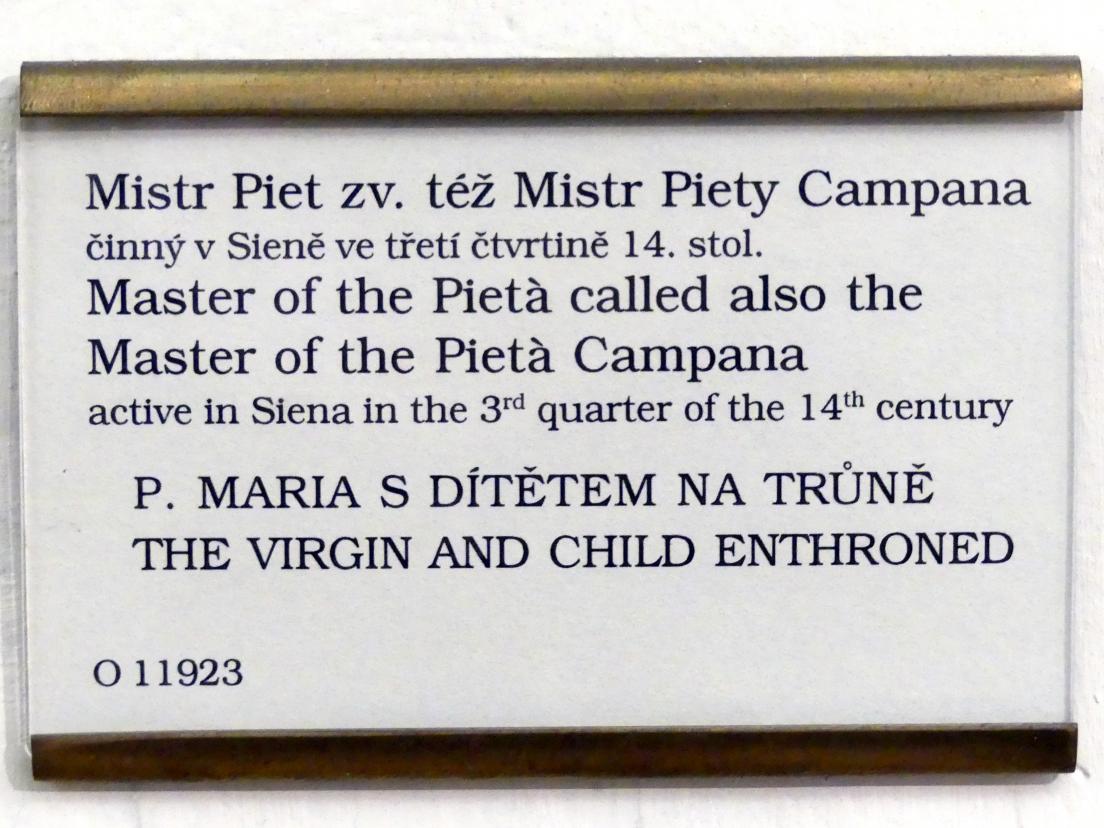 Mistr Piet zv. též Mistr Piety Campana
činný v Sieně ve třetí čtvrtině 14. stol.
Master of the Pietà called also the
Master of the Pietà Campana
active in Siena in the 3rd quarter of the 14th century
P. MARIA S DÍTĚTEM NA TRŮNĚ
THE VIRGIN AND CHILD ENTHRONED
O 11923